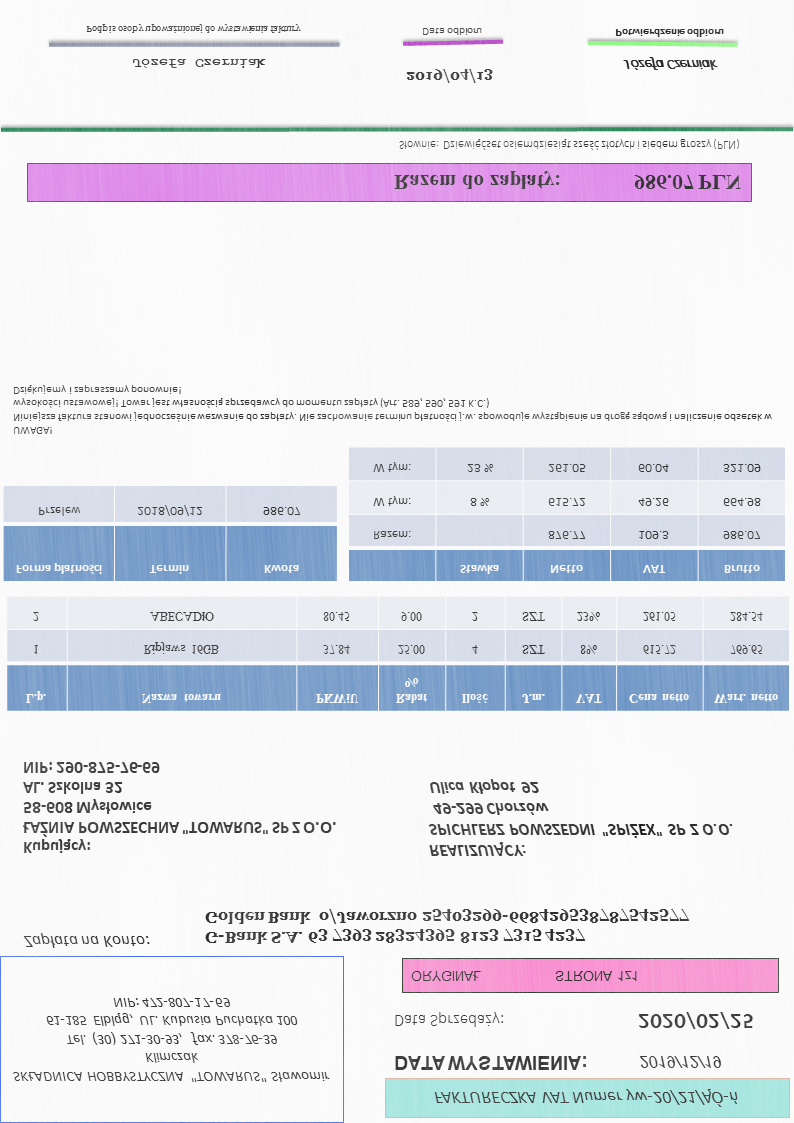 FAKTURECZKA VAT Numer yw-20/21/ĄÓ-ń
SKŁADNICA HOBBYSTYCZNA "TOWARUS" Sławomir
Klimczak
Tel. (30) 271-30-93, fax. 378-76-39
61-185 Elbląg, UL. Kubusia Puchatka 100
NIP: 472-807-17-69
DATA WYSTAWIENIA: 2019/12/19
Data Sprzedaży: 2020/02/25
ORYGINAŁ STRONA 1z1
Zapłata na Konto:
G-Bank S.A. 63 7393 28324395 8123 7315 4237
Golden Bank o/Jaworzno 25403299-6684295387875425 77
Kupujący:
ŁAŹNIA POWSZECHNA "TOWARUS" SP Z O.O.
58-608 Mysłowice
AL. Szkolna 32
NIP: 290-875-76-69
REALIZUJĄCY:
SPICHLERZ POWSZEDNI "SPIŻEX" SP Z O.O.
49-299 Chorzów
Ulica Kłopot 92
L.p. Nazwa towaru PKWiU Rabat % Ilość J.m. VAT Cena netto Wart. netto
1 Ripjaws 16GB 37.84 25.00 4 SZT 8% 615.72 769.65
2 ABECADŁO 80.45 9.00 2 SZT 23% 261.05 284.54
Forma płatności Termin Kwota
Przelew 2018/09/12 986.07
Stawka Netto VAT Brutto
Razem: 876.77 109.3 986.07
W tym: 8 % 615.72 49.26 664.98
W tym: 23 % 261.05 60.04 321.09
UWAGA!
Niniejsza faktura stanowi jednocześnie wezwanie do zapłaty. Nie zachowanie terminu płatności j.w. spowoduje wystąpienie na drogę sądową i naliczenie odsetek w
wysokości ustawowej! Towar jest własnością sprzedawcy do momentu zapłaty (Art. 589, 590, 591 K.C.)
Dziękujemy i zapraszamy ponownie!
Razem do zapłaty: 986.07 PLN
Słownie: Dziewięćset osiemdziesiąt sześć złotych i siedem groszy (PLN)
Józefa Czerniak
Podpis osoby upoważnionej do wystawienia faktury
2019/04/13
Data odbioru
Józefa Czerniak
Potwierdzenie odbioru